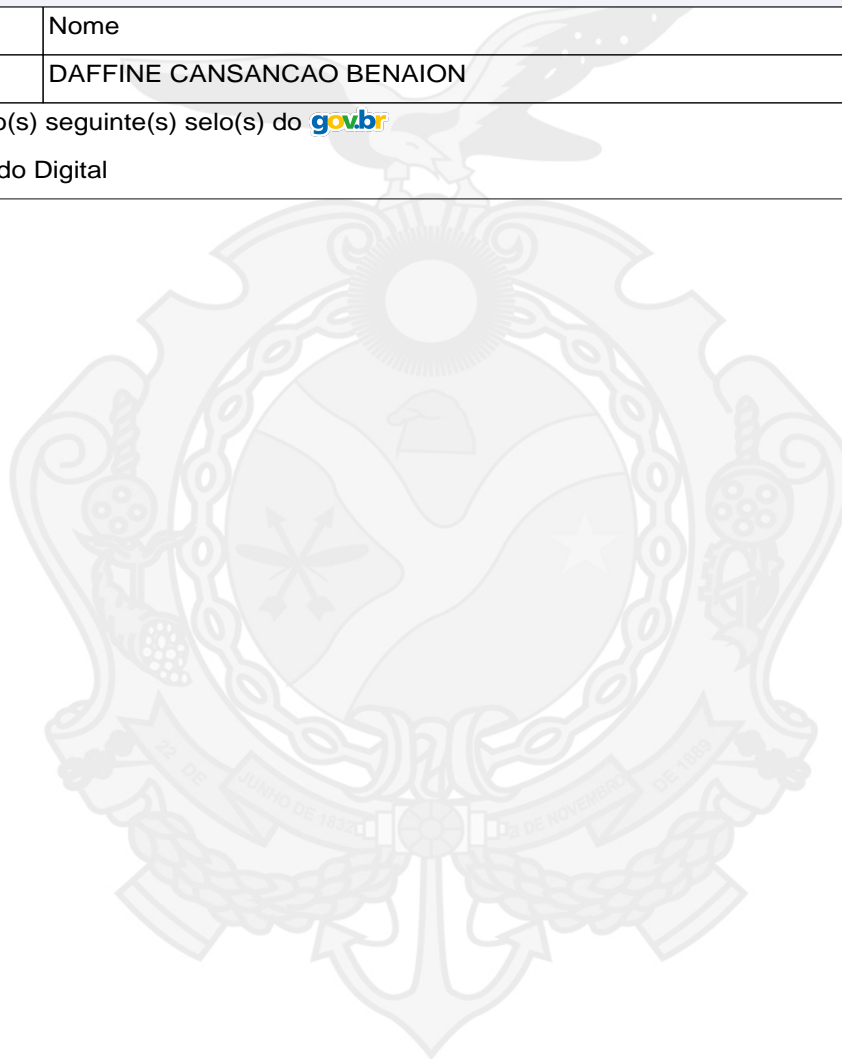 Nome
DAFFINE CANSANCAO BENAION
o(s) seguinte(s) selo(s) do gov.br
do Digital
22 DE JUNHO DE 1832
21 DE NOVEMBRO DE 1889